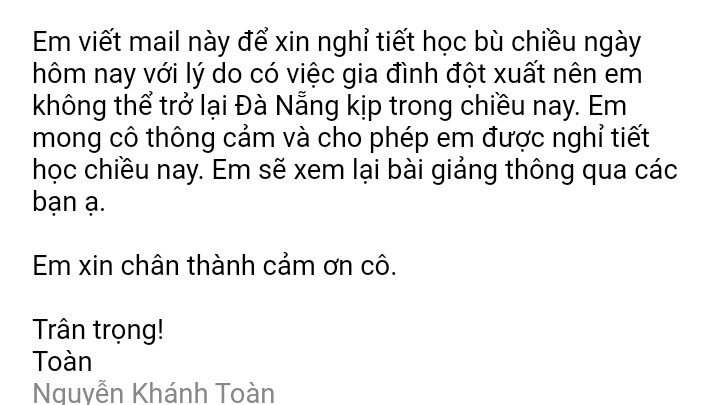 Em viết mail này để xin nghỉ tiết học bù chiều ngày
hôm nay với lý do có việc gia đình đột xuất nên em
không thể trở lại Đà Nẵng kịp trong chiều nay. Em
mong cô thông cảm và cho phép em được nghỉ tiết
học chiều nay. Em sẽ xem lại bài giảng thông qua các
bạn ạ.
Em xin chân thành cảm ơn cô.
Trân trọng!
Toàn
Nguyễn Khánh Toàn